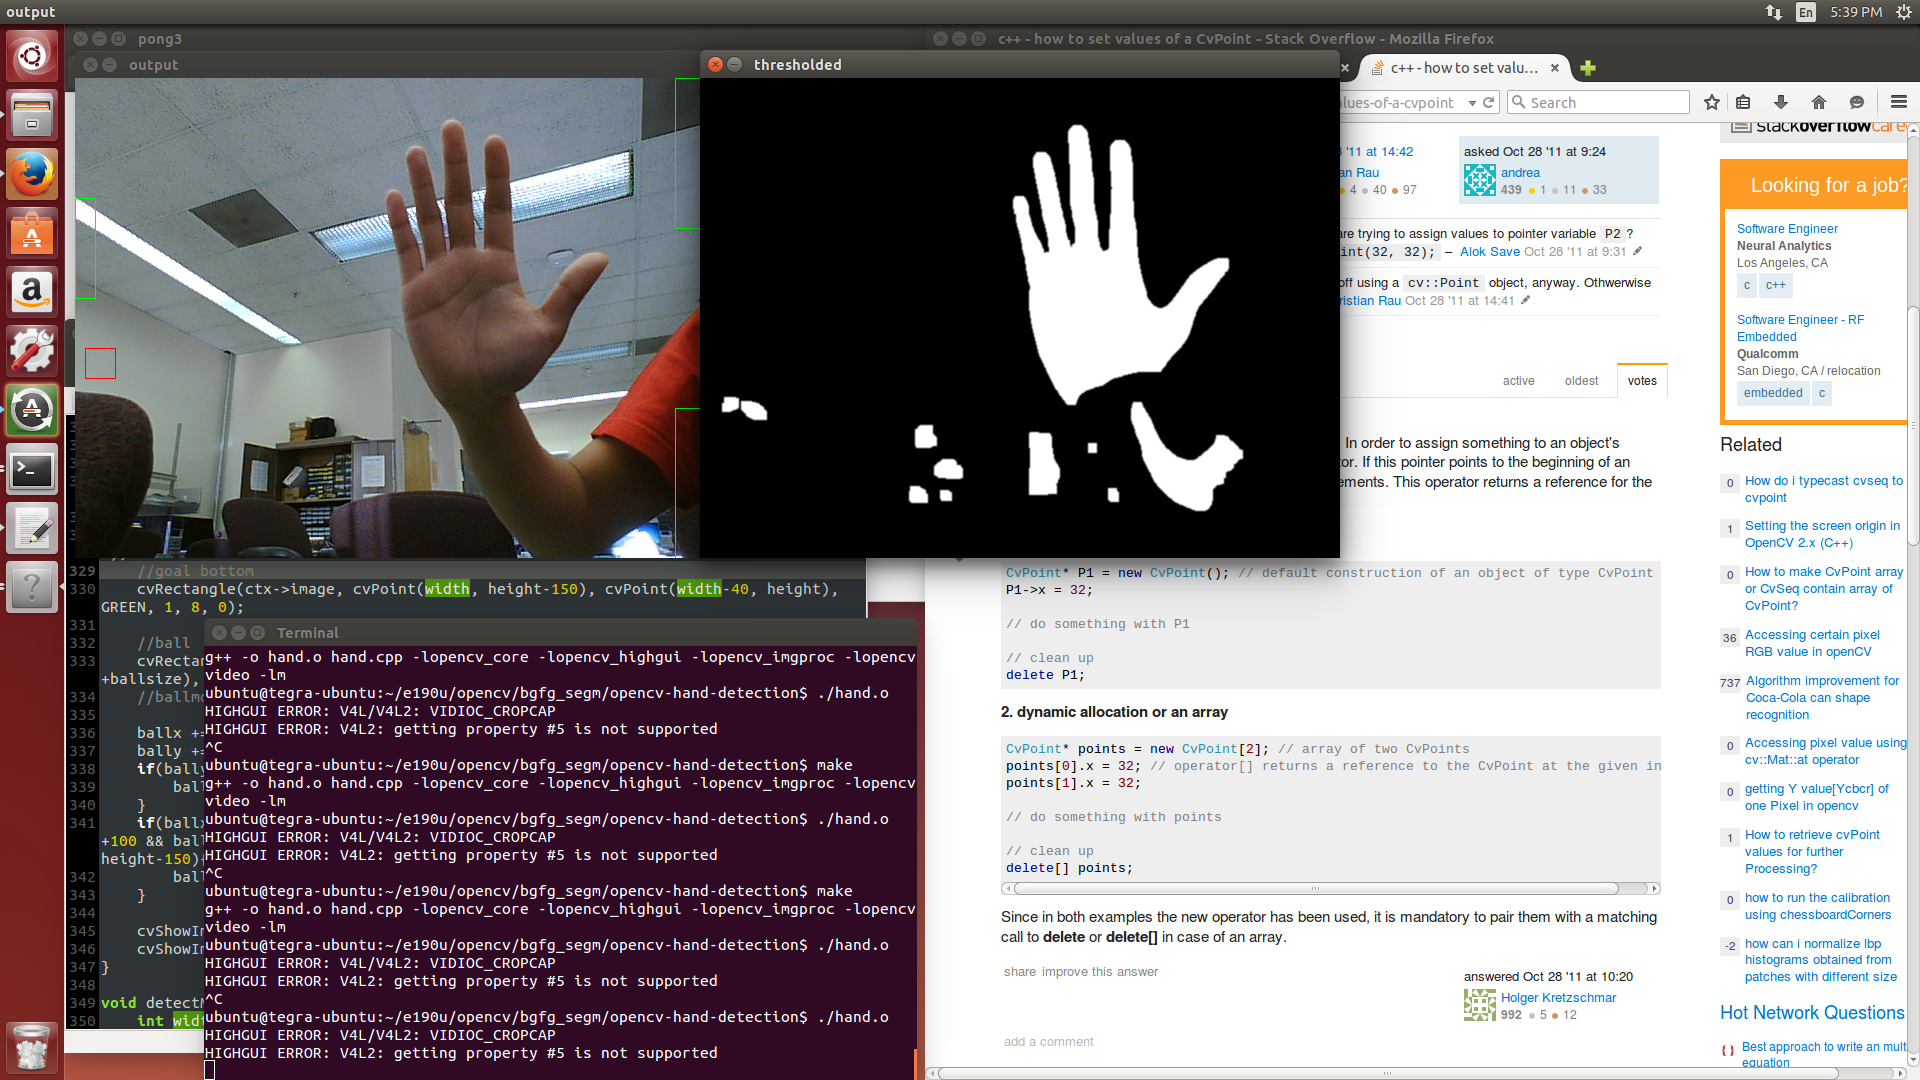 output
En
5:39 PM
pong3
output
thresholded
c++ - how to set values of a CvPoint - Stack Overflow - Mozilla Firefox
c++ - how to set valu...
lues-of-a-cvpoint
Search
'11 at 14:42
an Rau
4 40 97
asked Oct 28 '11 at 9:24
andrea
439 1 11 33
are trying to assign values to pointer variable P2 ?
int(32, 32); – Alok Save Oct 28 '11 at 9:31
off using a cv::Point object, anyway. Othwerwise
ristian Rau Oct 28 '11 at 14:41
active oldest votes
In order to assign something to an object's
tor. If this pointer points to the beginning of an
ements. This operator returns a reference for the
CvPoint* P1 = new CvPoint(); // default construction of an object of type CvPoint
P1->x = 32;
// do something with P1
// clean up
delete P1;
2. dynamic allocation or an array
CvPoint* points = new CvPoint[2]; // array of two CvPoints
points[0].x = 32; // operator[] returns a reference to the CvPoint at the given in
points[1].x = 32;
// do something with points
// clean up
delete[] points;
Since in both examples the new operator has been used, it is mandatory to pair them with a matching
call to delete or delete[] in case of an array.
share improve this answer
answered Oct 28 '11 at 10:20
Holger Kretzschmar
992 5 12
add a comment
stackoverflowcare
Looking for a job?
Software Engineer
Neural Analytics
Los Angeles, CA
c c++
Software Engineer - RF
Embedded
Qualcomm
San Diego, CA / relocation
embedded c
Related
0 How do i typecast cvseq to
cvpoint
1 Setting the screen origin in
OpenCV 2.x (C++)
0 How to make CvPoint array
or CvSeq contain array of
CvPoint?
36 Accessing certain pixel
RGB value in openCV
737 Algorithm improvement for
Coca-Cola can shape
recognition
0 Accessing pixel value using
cv::Mat::at operator
0 getting Y value[Ycbcr] of
one Pixel in opencv
1 How to retrieve cvPoint
values for further
Processing?
0 how to run the calibration
using chessboardCorners
-2 how can i normalize lbp
histograms obtained from
patches with different size
Hot Network Questions
Best approach to write an mult
equation
329 //goal bottom
330 cvRectangle(ctx->image, cvPoint(width, height-150), cvPoint(width-40, height),
GREEN, 1, 8, 0);
331
332 //ball
333 cvRectan
+ballsize),
334 //ballmo
335
336 ballx +=
337 bally +=
338 if(bally
339 bal
340 }
341 if(ballx
+100 && bal
height-150)
342 bal
343 }
344
345 cvShowIm
346 cvShowIm
347 }
348
349 void detectM
350 int widt
Terminal
g++ -o hand.o hand.cpp -lopencv_core -lopencv_highgui -lopencv_imgproc -lopencv
video -lm
ubuntu@tegra-ubuntu:~/e190u/opencv/bgfg_segm/opencv-hand-detection$ ./hand.o
HIGHGUI ERROR: V4L/V4L2: VIDIOC_CROPCAP
HIGHGUI ERROR: V4L2: getting property #5 is not supported
^C
ubuntu@tegra-ubuntu:~/e190u/opencv/bgfg_segm/opencv-hand-detection$ make
g++ -o hand.o hand.cpp -lopencv_core -lopencv_highgui -lopencv_imgproc -lopencv
video -lm
ubuntu@tegra-ubuntu:~/e190u/opencv/bgfg_segm/opencv-hand-detection$ ./hand.o
HIGHGUI ERROR: V4L/V4L2: VIDIOC_CROPCAP
HIGHGUI ERROR: V4L2: getting property #5 is not supported
^C
ubuntu@tegra-ubuntu:~/e190u/opencv/bgfg_segm/opencv-hand-detection$ make
g++ -o hand.o hand.cpp -lopencv_core -lopencv_highgui -lopencv_imgproc -lopencv
video -lm
ubuntu@tegra-ubuntu:~/e190u/opencv/bgfg_segm/opencv-hand-detection$ ./hand.o
HIGHGUI ERROR: V4L/V4L2: VIDIOC_CROPCAP
HIGHGUI ERROR: V4L2: getting property #5 is not supported
^C
ubuntu@tegra-ubuntu:~/e190u/opencv/bgfg_segm/opencv-hand-detection$ ./hand.o
HIGHGUI ERROR: V4L/V4L2: VIDIOC_CROPCAP
HIGHGUI ERROR: V4L2: getting property #5 is not supported